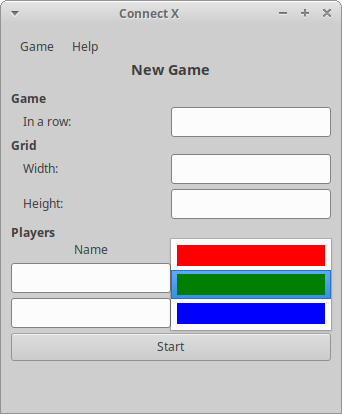 Connect X
Game Help
New Game
Game
In a row:
Grid
Width:
Height:
Players
Name
Start